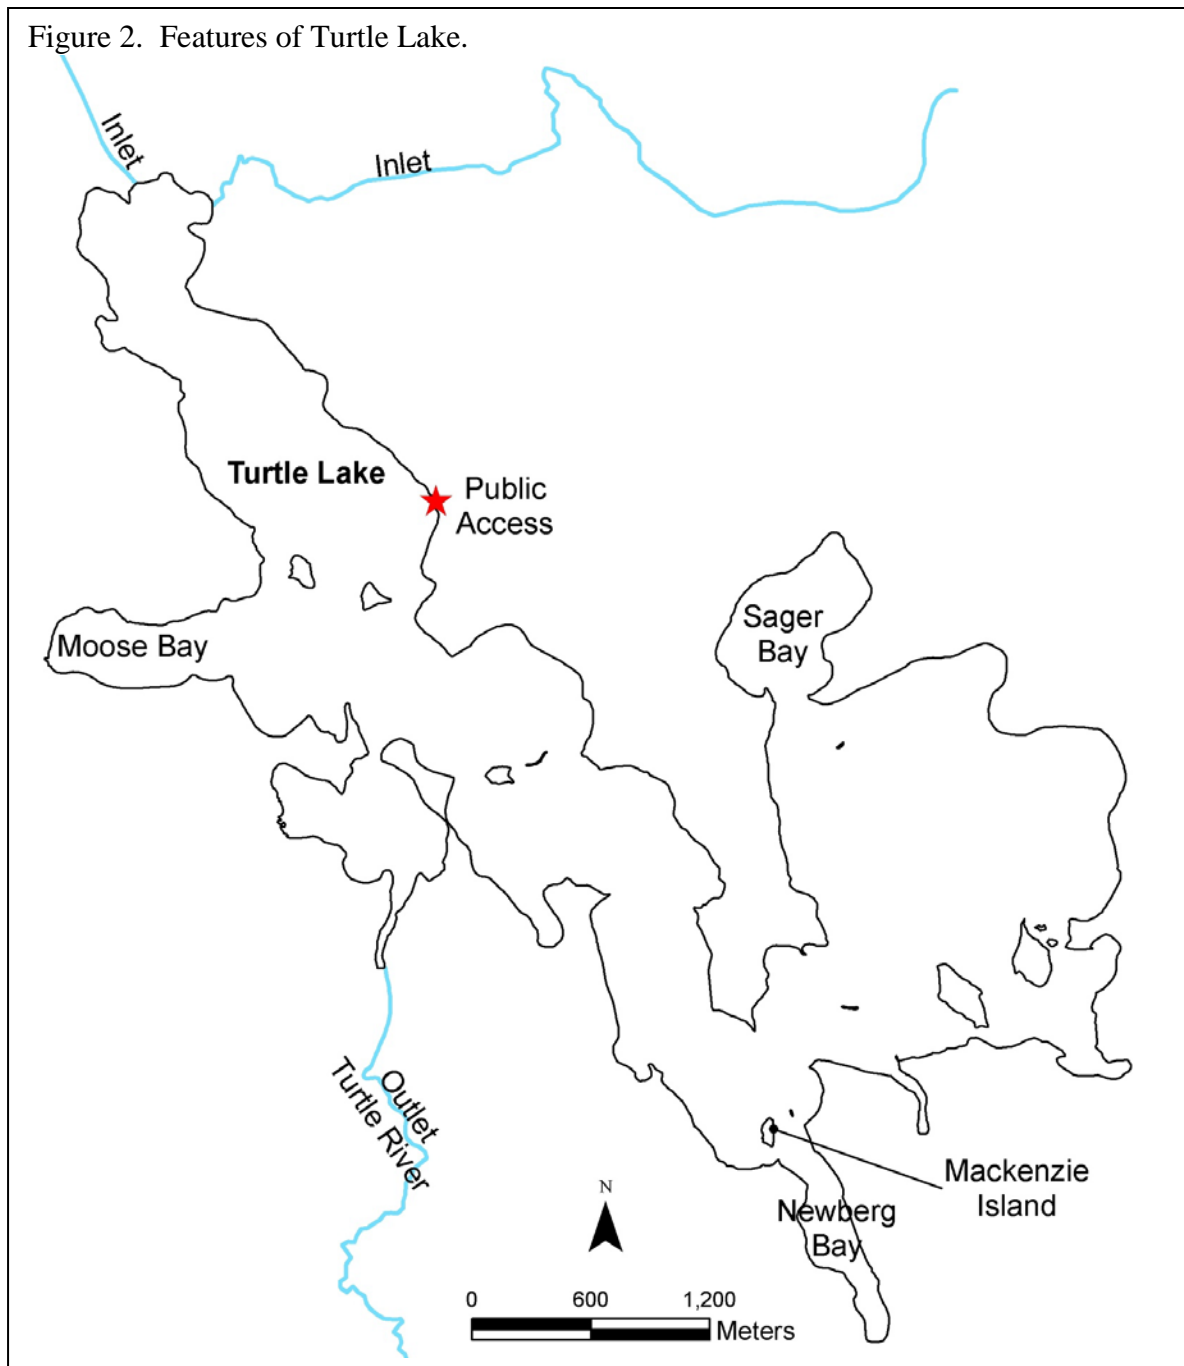 Figure 2.  Features of Turtle Lake.
Inlet
Inlet
Turtle Lake
Public
Access
Sager
Bay
Moose Bay
Outlet
Turtle River
Mackenzie
Island
Newberg
Bay
N
0 600 1,200
Meters